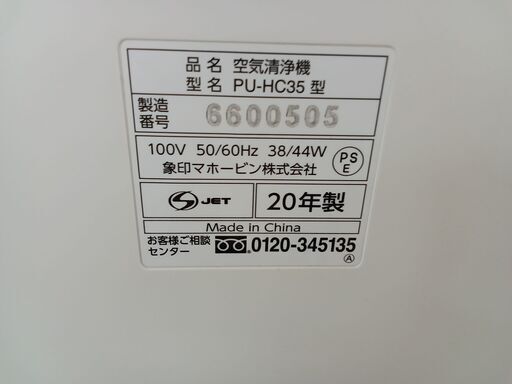 品名 空気清浄機
型名 PU-HC35 型
製造番号 6600505
100V 50/60Hz 38/44W
象印マホービン株式会社
PS
E
JET
20年製
Made in China
お客様ご相談センター 0120-345135
A